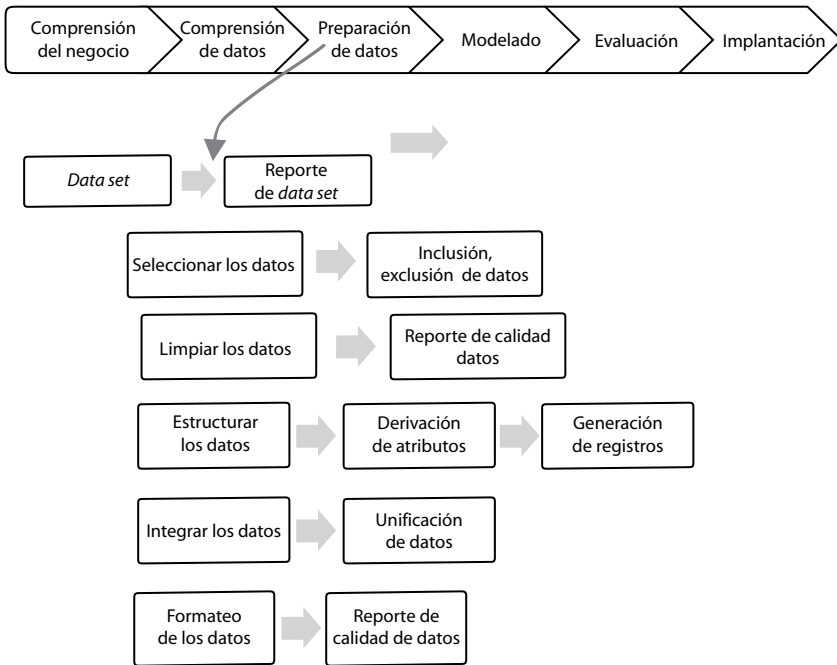 Comprensión
del negocio
Comprensión
de datos
Preparación
de datos
Modelado
Evaluación
Implantación
Data set
Reporte
de data set
Seleccionar los datos
Inclusión,
exclusión de datos
Limpiar los datos
Reporte de calidad
datos
Estructurar
los datos
Derivación
de atributos
Generación
de registros
Integrar los datos
Unificación
de datos
Formateo
de los datos
Reporte de
calidad de datos